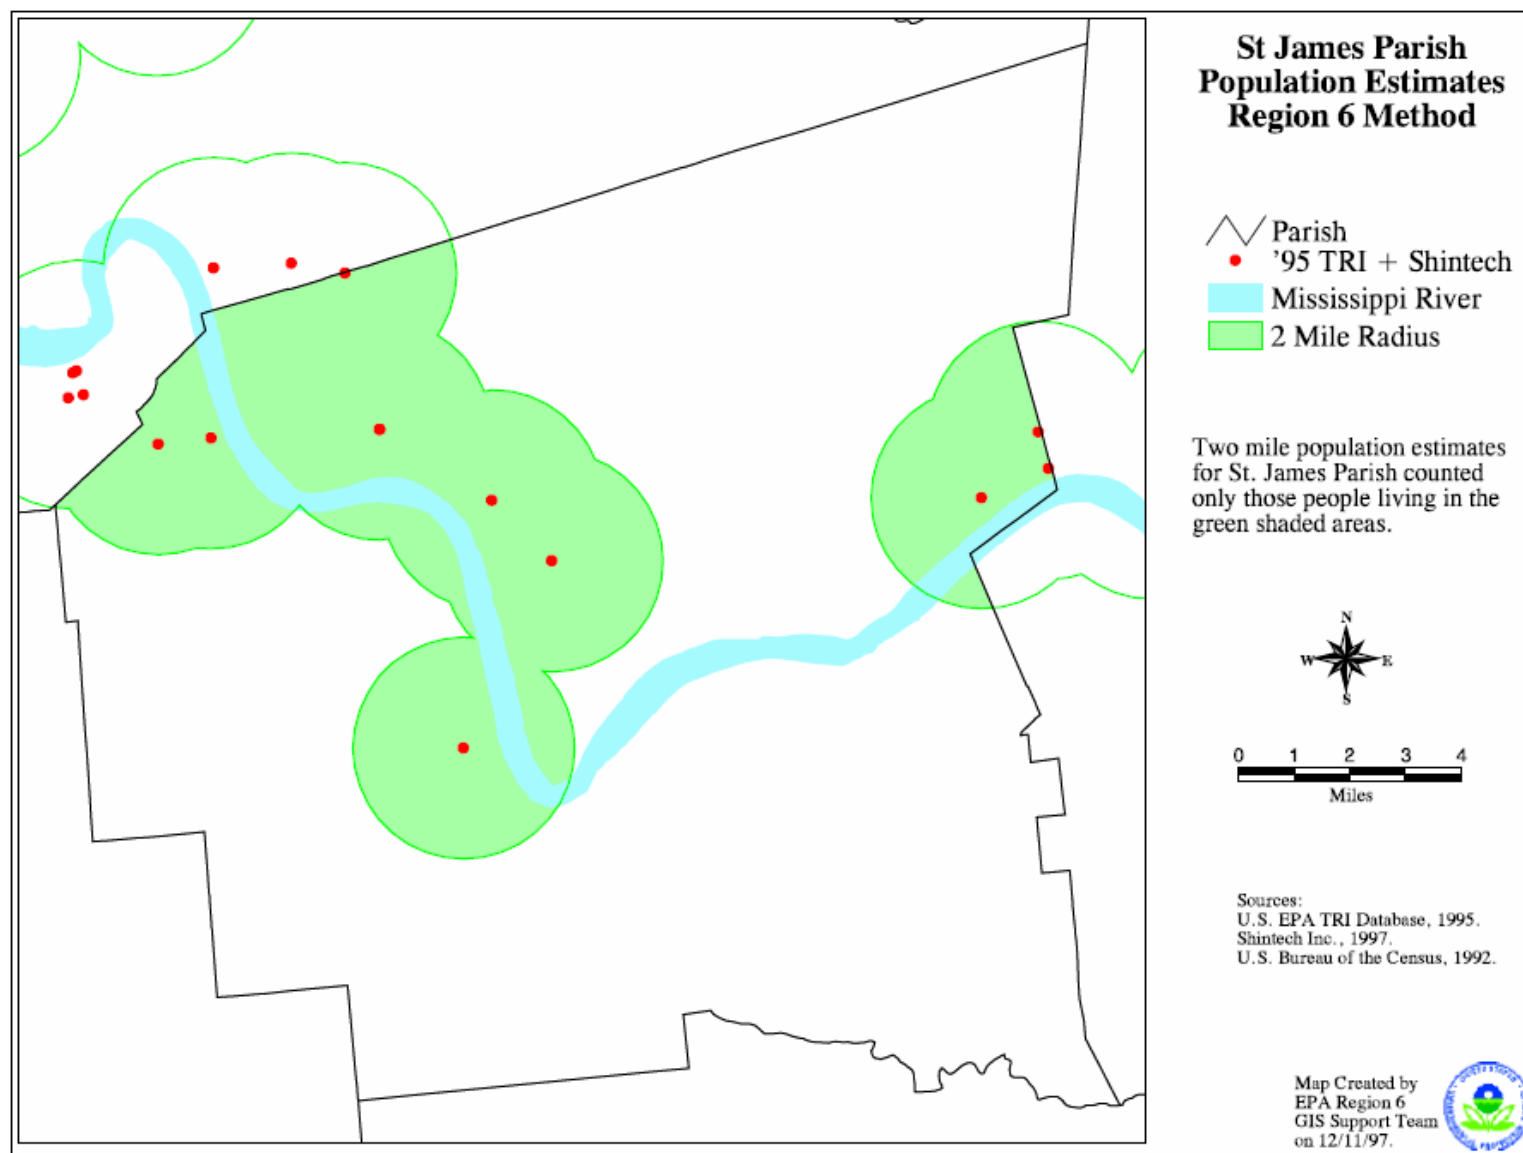 St James Parish
Population Estimates
Region 6 Method
Parish
'95 TRI + Shintech
Mississippi River
2 Mile Radius
Two mile population estimates
for St. James Parish counted
only those people living in the
green shaded areas.
N
W E
S
0 1 2 3 4
Miles
Sources:
U.S. EPA TRI Database, 1995.
Shintech Inc., 1997.
U.S. Bureau of the Census, 1992.
Map Created by
EPA Region 6
GIS Support Team
on 12/11/97.